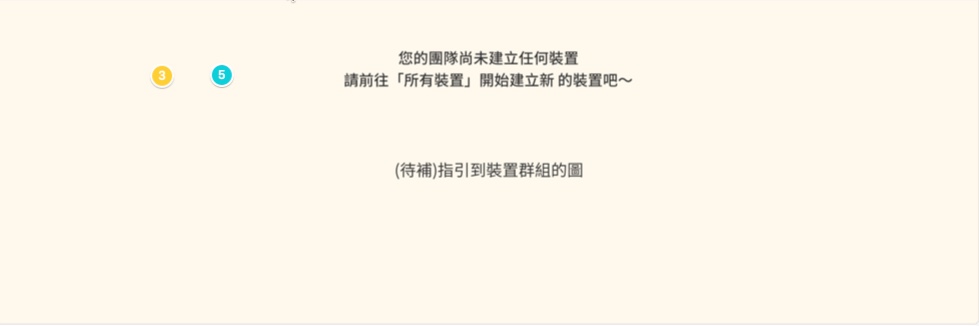 您的團隊尚未建立任何裝置
3 5
請前往「所有裝置」開始建立新 的裝置吧～
(待補)指引到裝置群組的圖